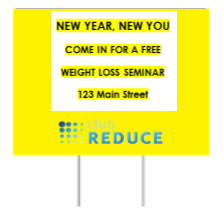 NEW YEAR, NEW YOU
COME IN FOR A FREE
WEIGHT LOSS SEMINAR
123 Main Street
club
REDUCE